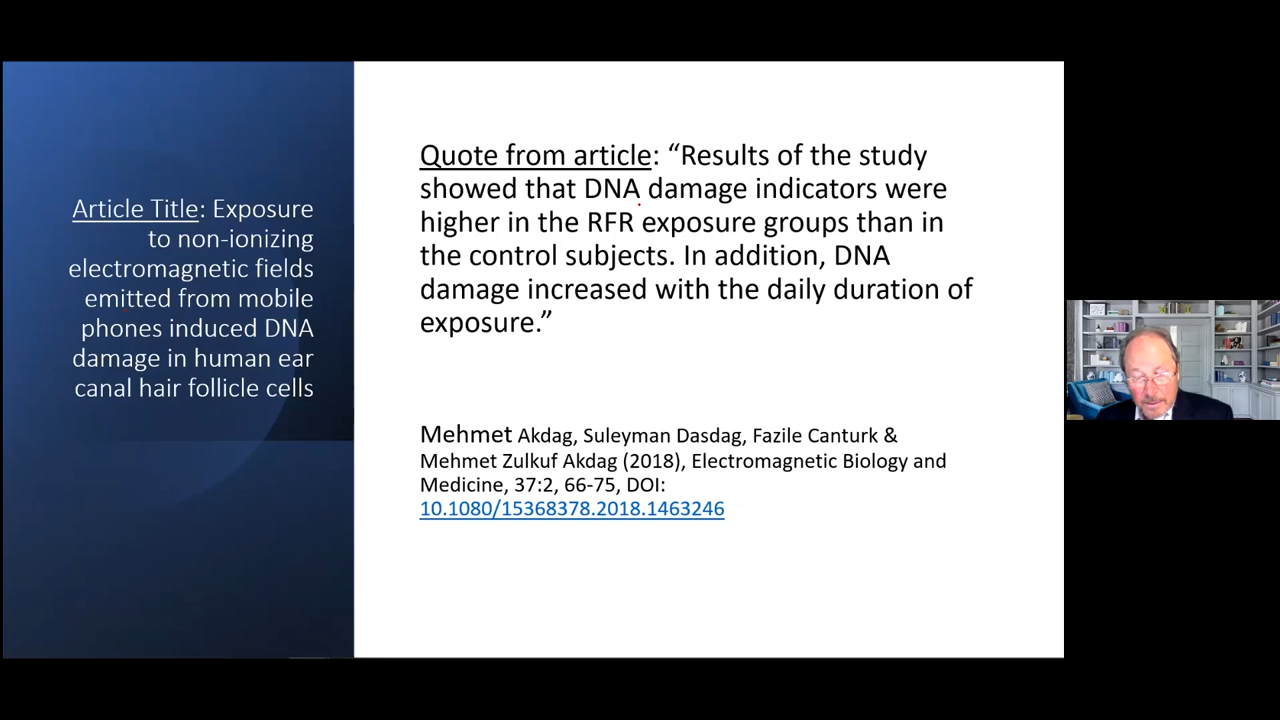 Article Title: Exposure
to non-ionizing
electromagnetic fields
emitted from mobile
phones induced DNA
damage in human ear
canal hair follicle cells
Quote from article: “Results of the study
showed that DNA damage indicators were
higher in the RFR exposure groups than in
the control subjects. In addition, DNA
damage increased with the daily duration of
exposure.”
Mehmet Akdag, Suleyman Dasdag, Fazile Canturk &
Mehmet Zulkuf Akdag (2018), Electromagnetic Biology and
Medicine, 37:2, 66-75, DOI:
10.1080/15368378.2018.1463246